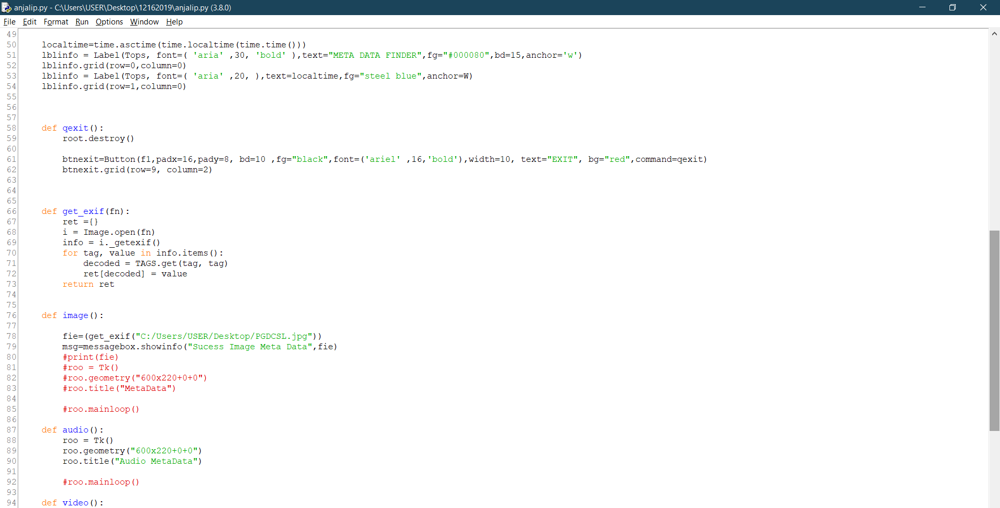 anjalip.py - C:\Users\USER\Desktop\12162019\anjalip.py (3.8.0)
File Edit Format Run Options Window Help
49
50 localtime=time.asctime(time.localtime(time.time()))
51 lblinfo = Label(Tops, font=( 'aria' ,30, 'bold' ),text="META DATA FINDER",fg="#000080",bd=15,anchor='w')
52 lblinfo.grid(row=0,column=0)
53 lblinfo = Label(Tops, font=( 'aria' ,20, ),text=localtime,fg="steel blue",anchor=W)
54 lblinfo.grid(row=1,column=0)
55
56
57
58 def qexit():
59 root.destroy()
60
61 btnexit=Button(f1,padx=16,pady=8, bd=10 ,fg="black",font=('ariel' ,16,'bold'),width=10, text="EXIT", bg="red",command=qexit)
62 btnexit.grid(row=9, column=2)
63
64
65
66 def get_exif(fn):
67 ret ={}
68 i = Image.open(fn)
69 info = i._getexif()
70 for tag, value in info.items():
71 decoded = TAGS.get(tag, tag)
72 ret[decoded] = value
73 return ret
74
75
76 def image():
77
78 fie=(get_exif("C:/Users/USER/Desktop/PGDCSL.jpg"))
79 msg=messagebox.showinfo("Sucess Image Meta Data",fie)
80 #print(fie)
81 #roo = Tk()
82 #roo.geometry("600x220+0+0")
83 #roo.title("MetaData")
84
85 #roo.mainloop()
86
87 def audio():
88 roo = Tk()
89 roo.geometry("600x220+0+0")
90 roo.title("Audio MetaData")
91
92 #roo.mainloop()
93
94 def video():